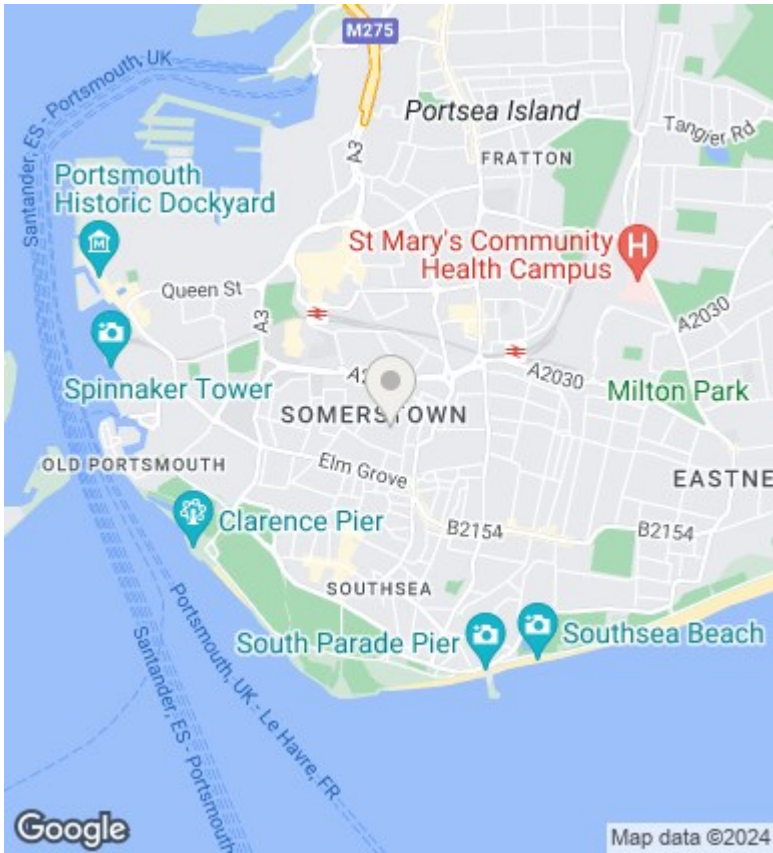 M275
Santander, ES - Portsmouth, UK
Portsea Island
Tangier Rd
A3
FRATTON
Portsmouth
Historic Dockyard
St Mary's Community
Health Campus
H
Queen St
A3
A2030
Spinnaker Tower
A2
A2030
Milton Park
SOMERSTOWN
OLD PORTSMOUTH
Elm Grove
EASTNE
Clarence Pier
B2154
B2154
SOUTHSEA
South Parade Pier
Southsea Beach
Portsmouth, UK - Le Havre, FR
Santander, ES - Portsmouth
Google
Map data ©2024